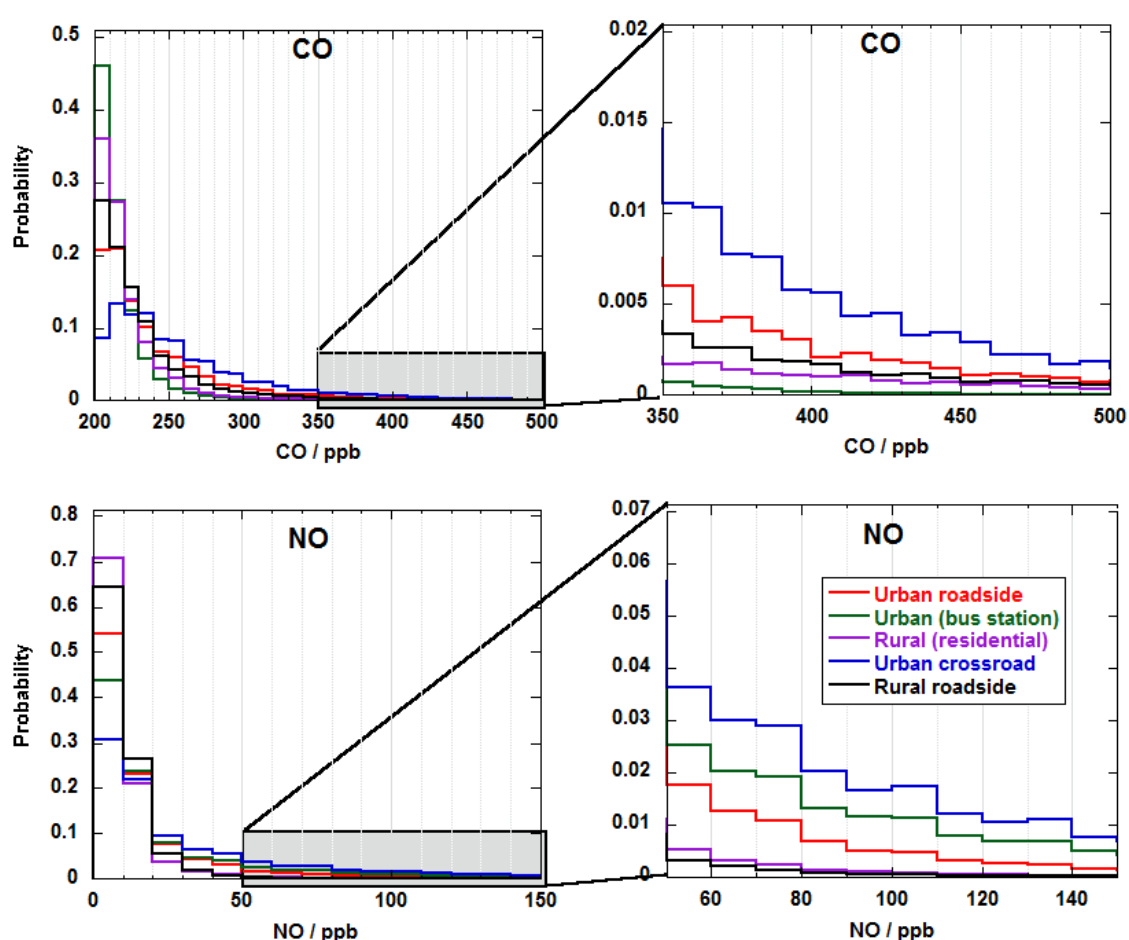 CO
Probability
0.5
0.4
0.3
0.2
0.1
0
200 250 300 350 400 450 500
CO / ppb
CO
0.02
0.015
0.01
0.005
0
350 400 450 500
CO / ppb
NO
Probability
0.8
0.7
0.6
0.5
0.4
0.3
0.2
0.1
0
0 50 100 150
NO / ppb
NO
0.07
0.06
0.05
0.04
0.03
0.02
0.01
0
60 80 100 120 140
NO / ppb
Urban roadside
Urban (bus station)
Rural (residential)
Urban crossroad
Rural roadside